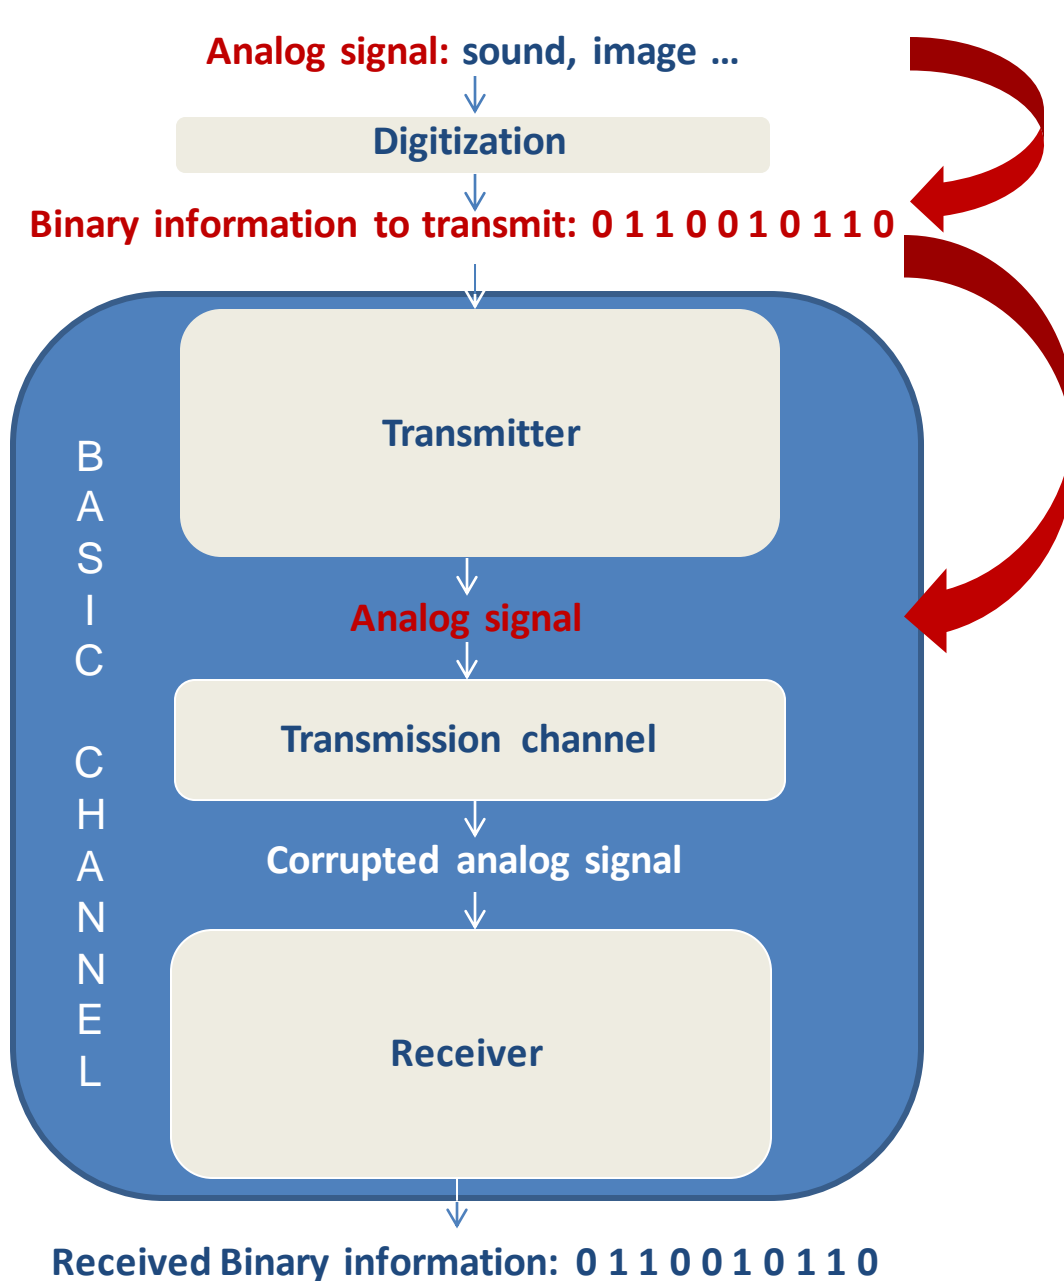 Analog signal: sound, image ...
Digitization
Binary information to transmit: 0 1 1 0 0 1 0 1 1 0
Transmitter
Analog signal
Transmission channel
Corrupted analog signal
Receiver
BASIC CHANNEL
Received Binary information: 0 1 1 0 0 1 0 1 1 0